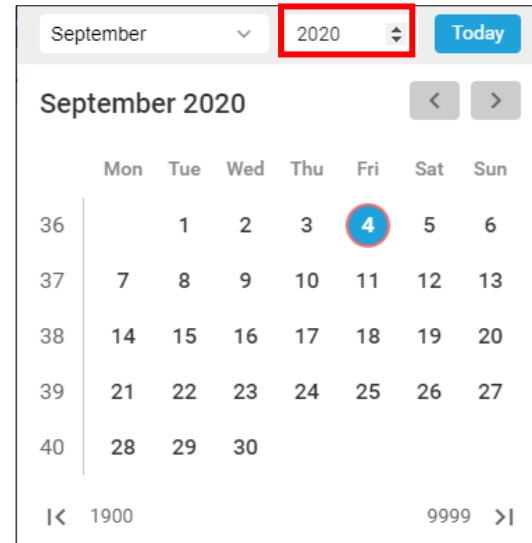 September 2020 Today
September 2020
Mon Tue Wed Thu Fri Sat Sun
36 1 2 3 4 5 6
37 7 8 9 10 11 12 13
38 14 15 16 17 18 19 20
39 21 22 23 24 25 26 27
40 28 29 30
1900 9999